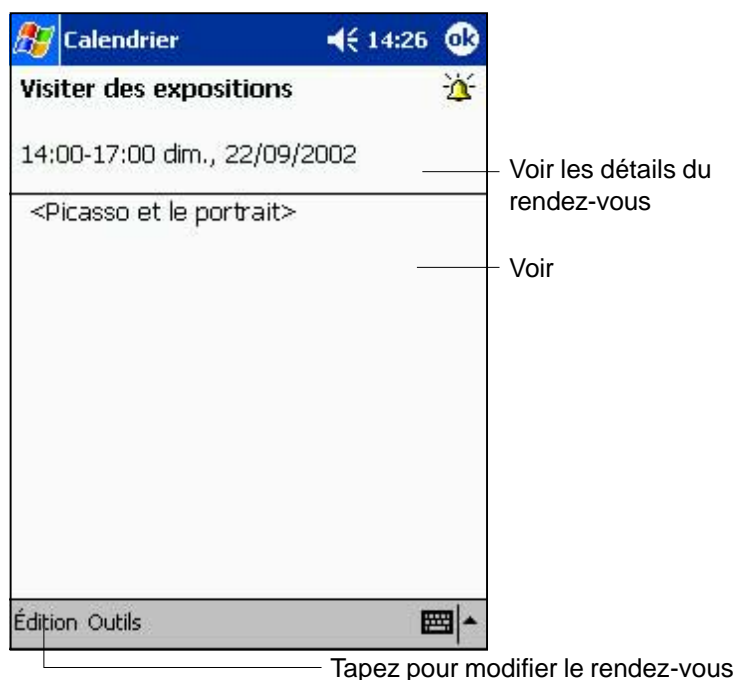 Calendrier 14:26 ok
Visiter des expositions
14:00-17:00 dim., 22/09/2002
Voir les détails du
rendez-vous
<Picasso et le portrait>
Voir
Édition Outils
Tapez pour modifier le rendez-vous